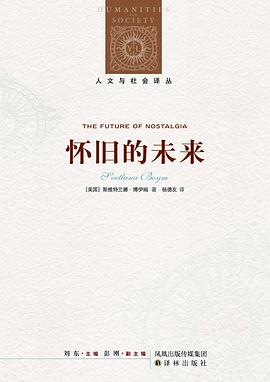 HUMANITIES
AND
SOCIETY
人文与社会译丛
THE FUTURE OF NOSTALGIA
怀旧的未来
Svetlana Boym
[美国] 斯维特兰娜·博伊姆 著 杨德友 译
刘东·主编 彭刚·副主编
凤凰出版传媒集团
译林出版社